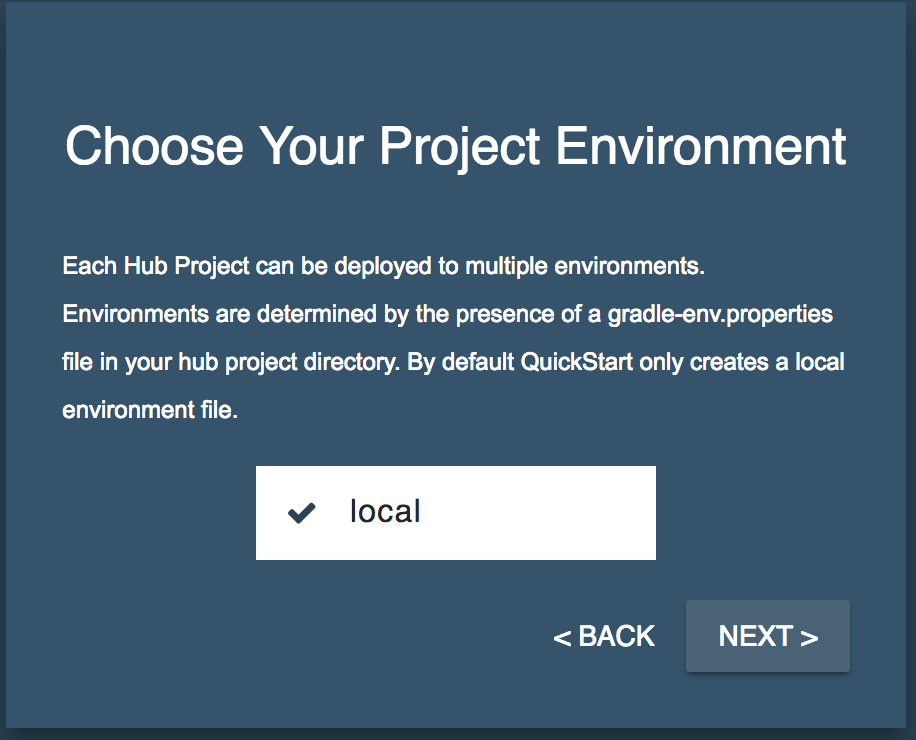 Choose Your Project Environment
Each Hub Project can be deployed to multiple environments.
Environments are determined by the presence of a gradle-env.properties
file in your hub project directory. By default QuickStart only creates a local
environment file.
local
< BACK
NEXT >